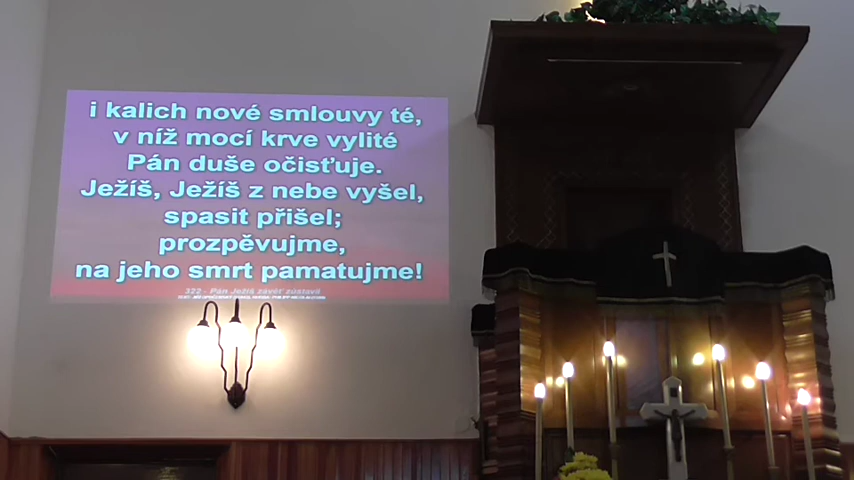 i kalich nové smlouvy té,
v níž mocí krve vylité
Pán duše očisťuje.
Ježíš, Ježíš z nebe vyšel,
spasit přišel;
prozpěvujme,
na jeho smrt pamatujme!
322 - Pán Ježíš závěť zůstavil